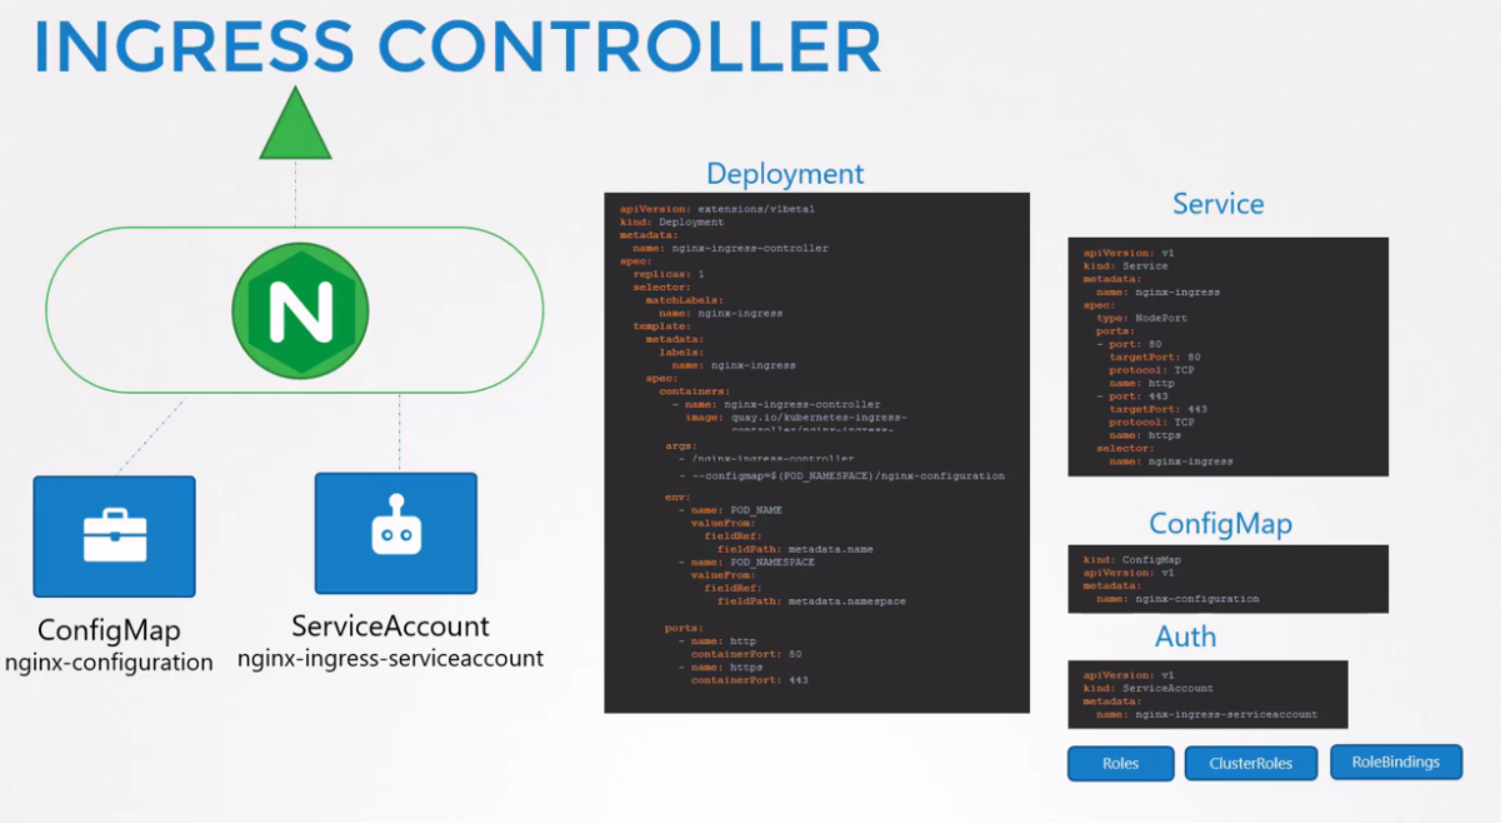 INGRESS CONTROLLER
N
ConfigMap
nginx-configuration
ServiceAccount
nginx-ingress-serviceaccount
Deployment
apiVersion: extensions/v1beta1
kind: Deployment
metadata:
name: nginx-ingress-controller
spec:
replicas: 1
selector:
matchLabels:
name: nginx-ingress
template:
metadata:
labels:
name: nginx-ingress
spec:
containers:
- name: nginx-ingress-controller
image: quay.io/kubernetes-ingress-
controller/nginx-ingress-
args:
- /nginx-ingress-controller
- --configmap=$(POD_NAMESPACE)/nginx-configuration
env:
- name: POD_NAME
valueFrom:
fieldRef:
fieldPath: metadata.name
- name: POD_NAMESPACE
valueFrom:
fieldRef:
fieldPath: metadata.namespace
ports:
- name: http
containerPort: 80
- name: https
containerPort: 443
Service
apiVersion: v1
kind: Service
metadata:
name: nginx-ingress
spec:
type: NodePort
ports:
- port: 80
targetPort: 80
protocol: TCP
name: http
- port: 443
targetPort: 443
protocol: TCP
name: https
selector:
name: nginx-ingress
ConfigMap
kind: ConfigMap
apiVersion: v1
metadata:
name: nginx-configuration
Auth
apiVersion: v1
kind: ServiceAccount
metadata:
name: nginx-ingress-serviceaccount
Roles
ClusterRoles
RoleBindings